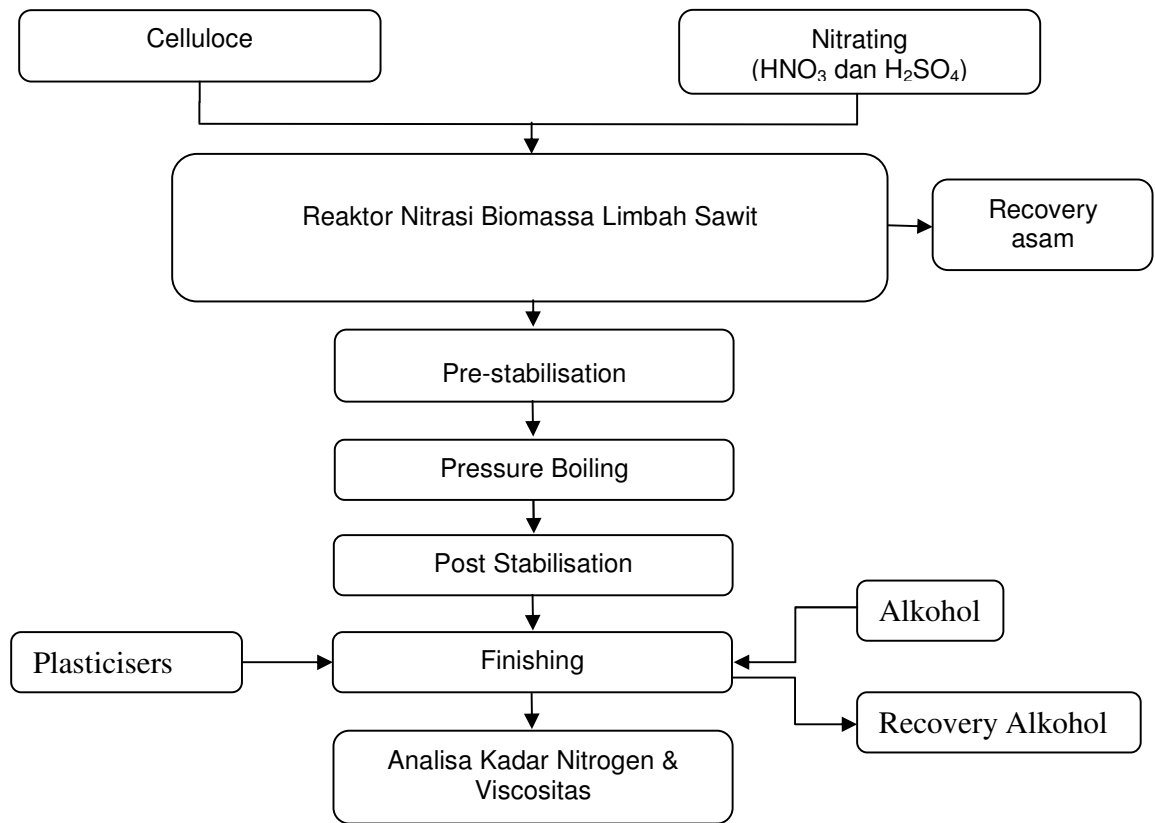 Celluloce
Nitrating
(HNO₃ dan H₂SO₄)
Reaktor Nitrasi Biomassa Limbah Sawit
Recovery
asam
Pre-stabilisation
Pressure Boiling
Post Stabilisation
Alkohol
Plasticisers
Finishing
Recovery Alkohol
Analisa Kadar Nitrogen &
Viscositas